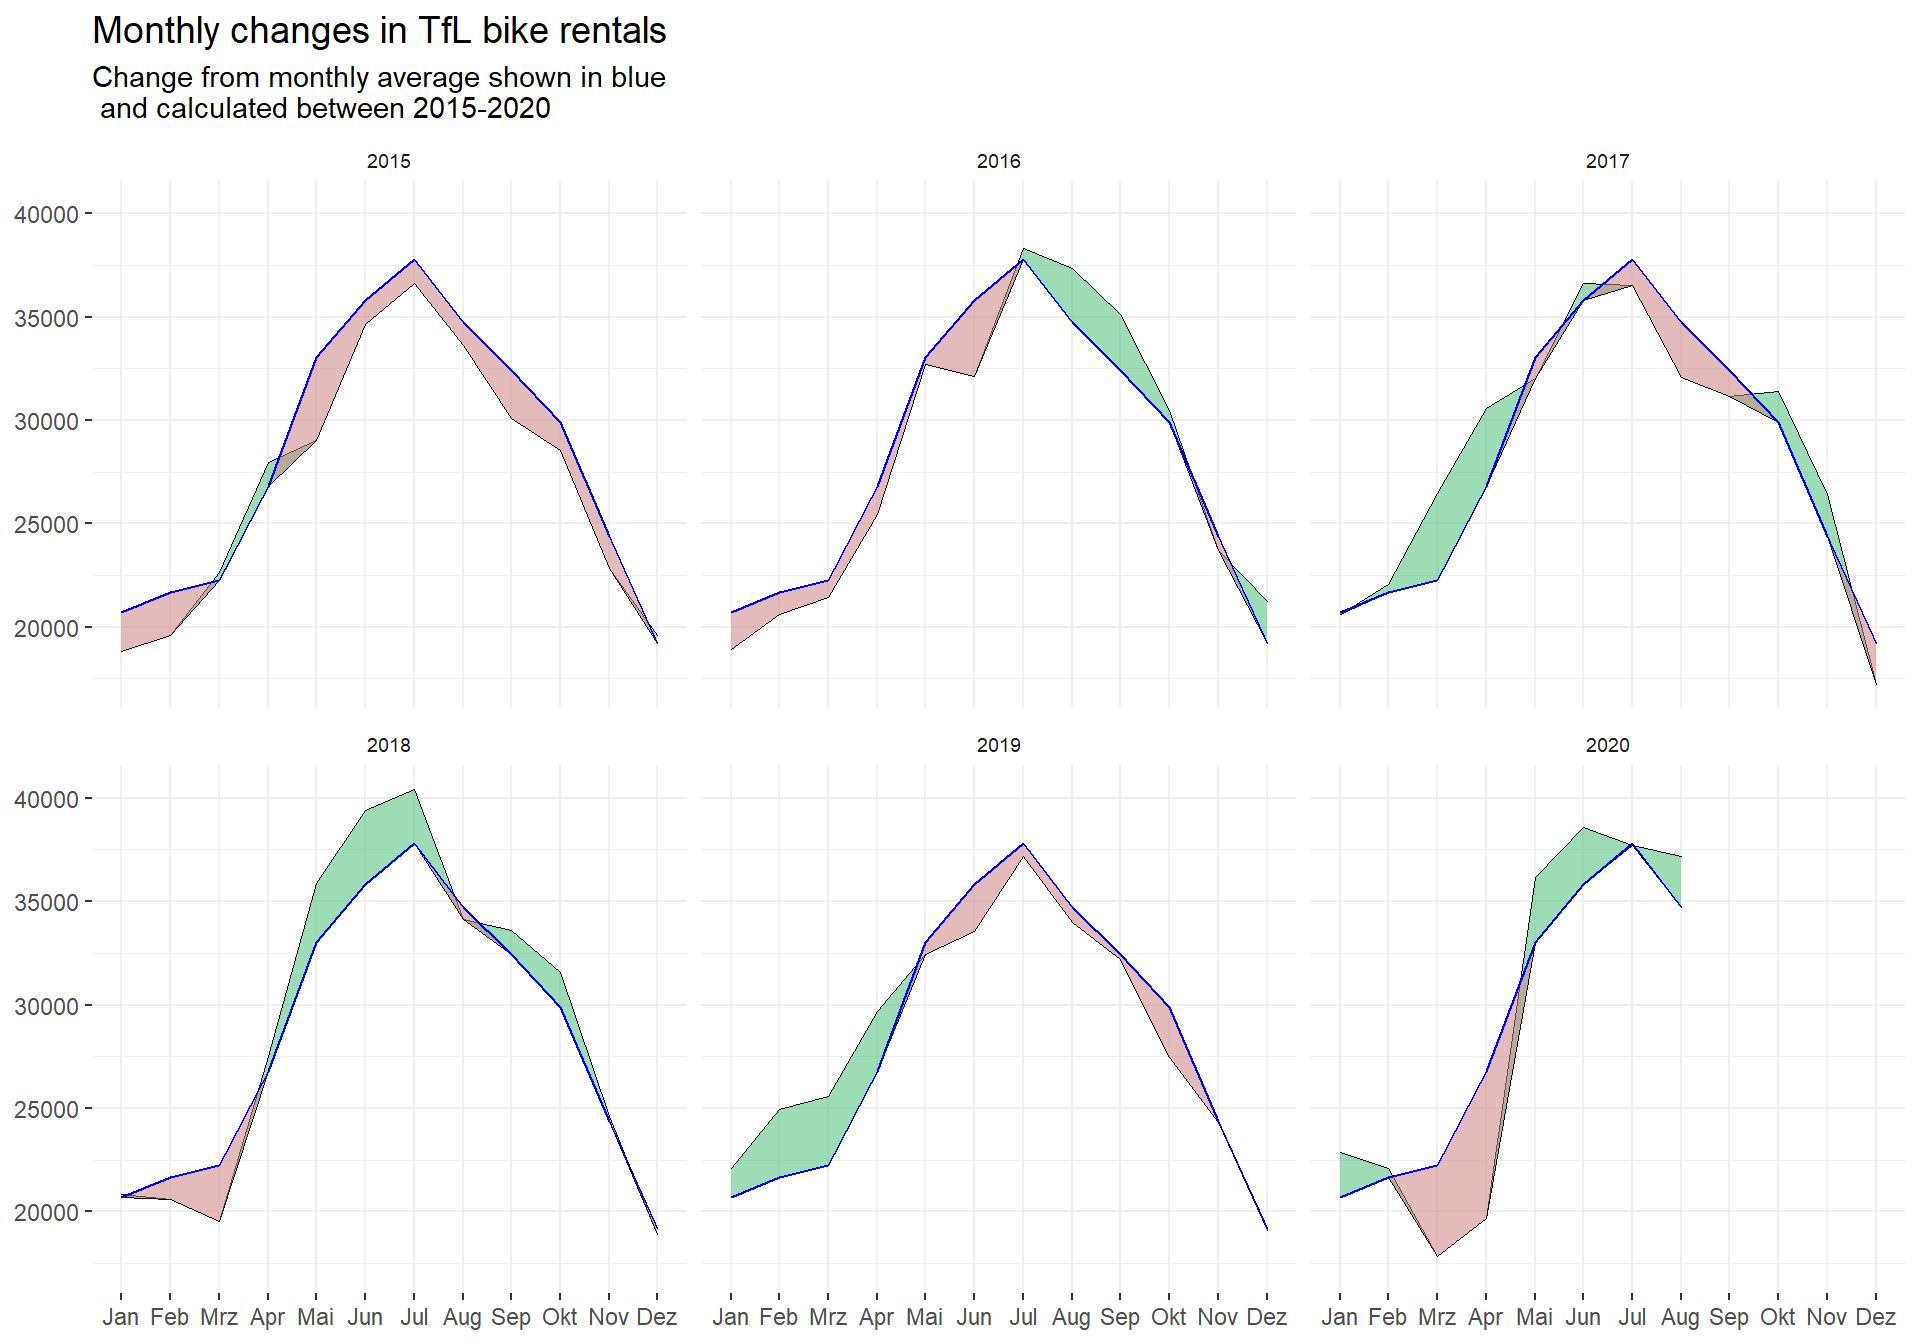 Monthly changes in TfL bike rentals
Change from monthly average shown in blue
and calculated between 2015-2020
2015 2016 2017
40000
35000
30000
25000
20000
2018 2019 2020
40000
35000
30000
25000
20000
Jan Feb Mrz Apr Mai Jun Jul Aug Sep Okt Nov Dez Jan Feb Mrz Apr Mai Jun Jul Aug Sep Okt Nov Dez Jan Feb Mrz Apr Mai Jun Jul Aug Sep Okt Nov Dez